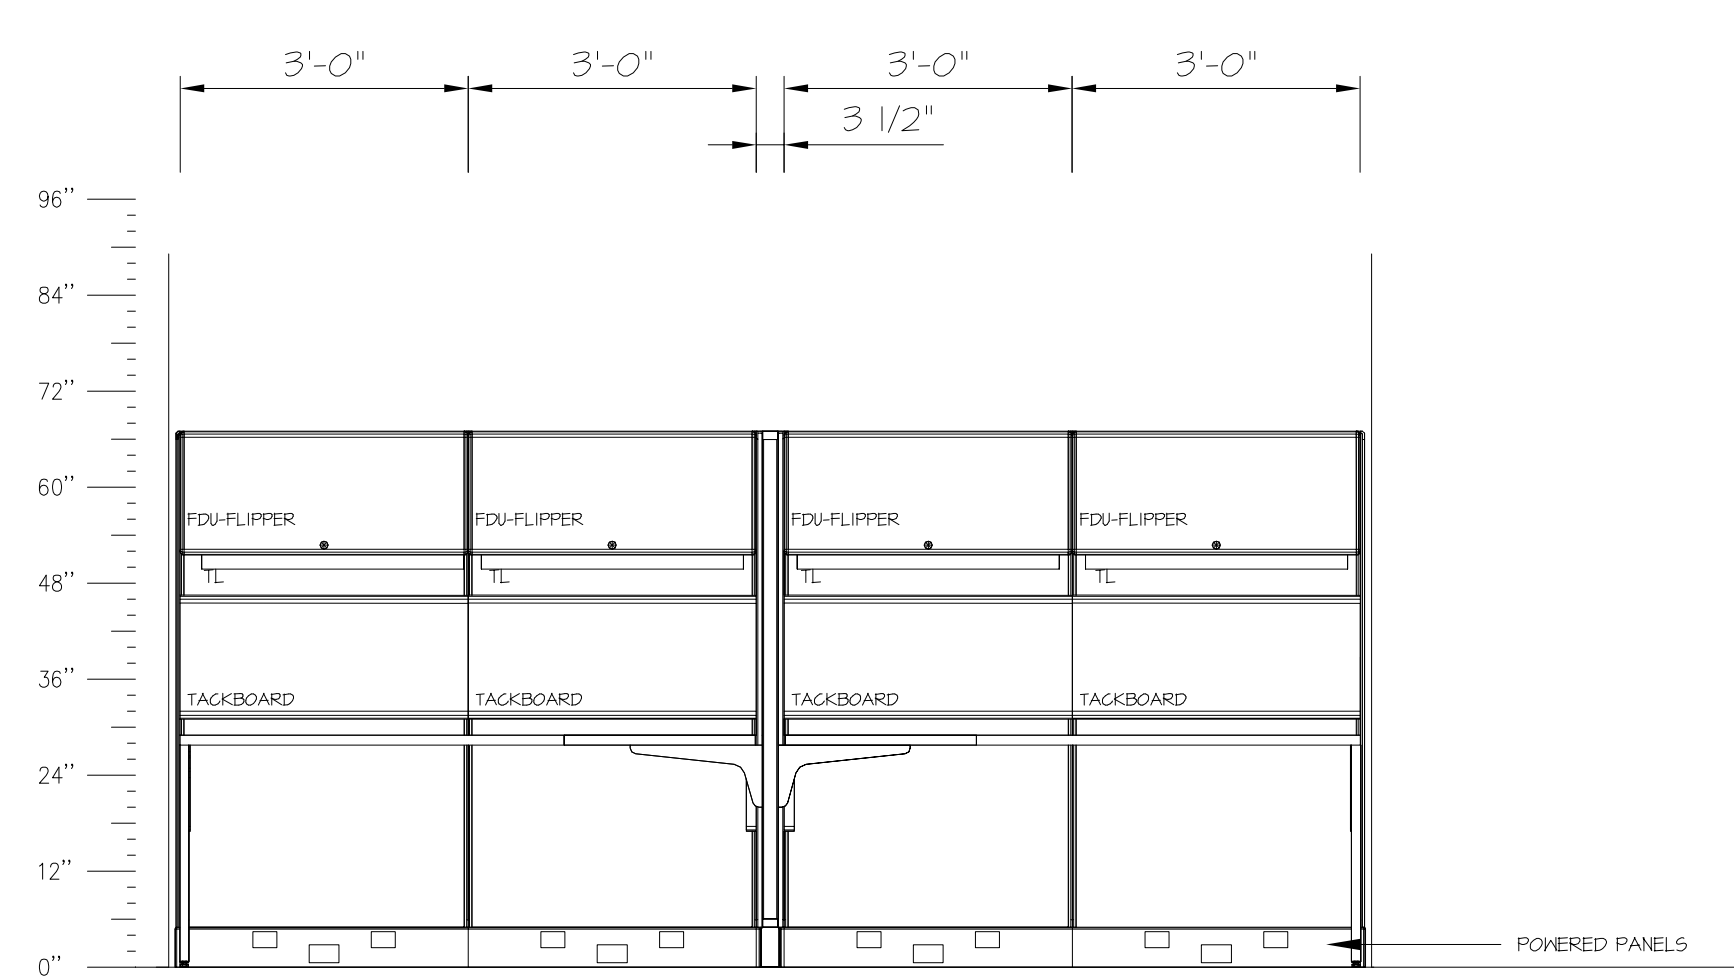 3'-0" 3'-0" 3'-0" 3'-0"
3 1/2"
96''
84''
72''
60''
FDU-FLIPPER FDU-FLIPPER FDU-FLIPPER FDU-FLIPPER
48'' TL TL TL TL
36''
TACKBOARD TACKBOARD TACKBOARD TACKBOARD
24''
12''
POWERED PANELS
0''